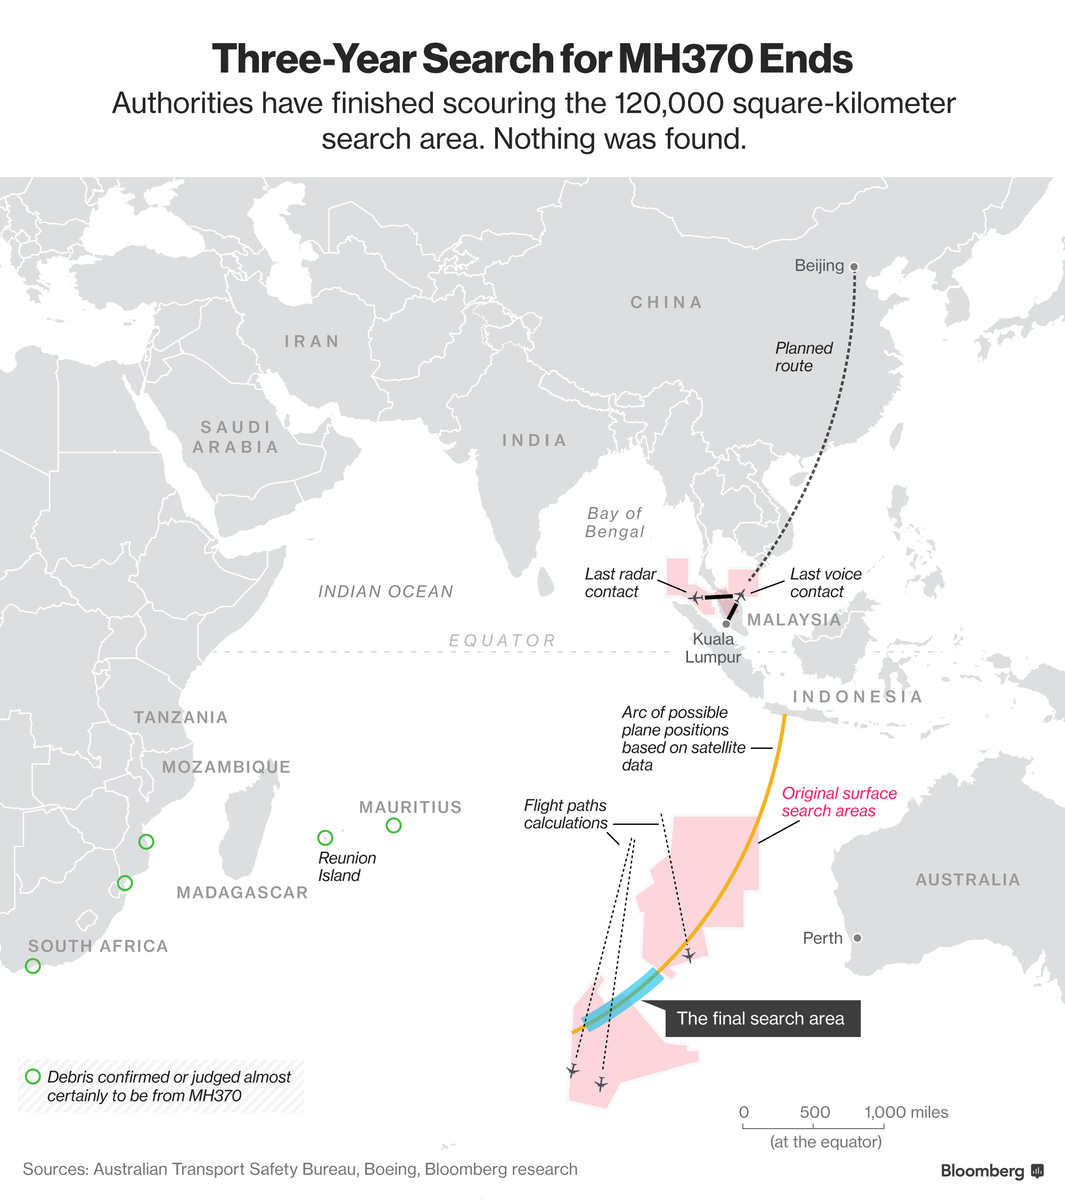 Three-Year Search for MH370 Ends
Authorities have finished scouring the 120,000 square-kilometer
search area. Nothing was found.
Beijing
CHINA
IRAN
Planned
route
SAUDI
ARABIA
INDIA
Bay of
Bengal
Last radar
contact
Last voice
contact
INDIAN OCEAN
MALAYSIA
EQUATOR
Kuala
Lumpur
INDONESIA
Arc of possible
plane positions
based on satellite
data
TANZANIA
MOZAMBIQUE
Original surface
search areas
MAURITIUS
Flight paths
calculations
Reunion
Island
MADAGASCAR
AUSTRALIA
SOUTH AFRICA
Perth
The final search area
Debris confirmed or judged almost
certainly to be from MH370
0 500 1,000 miles
(at the equator)
Sources: Australian Transport Safety Bureau, Boeing, Bloomberg research
Bloomberg